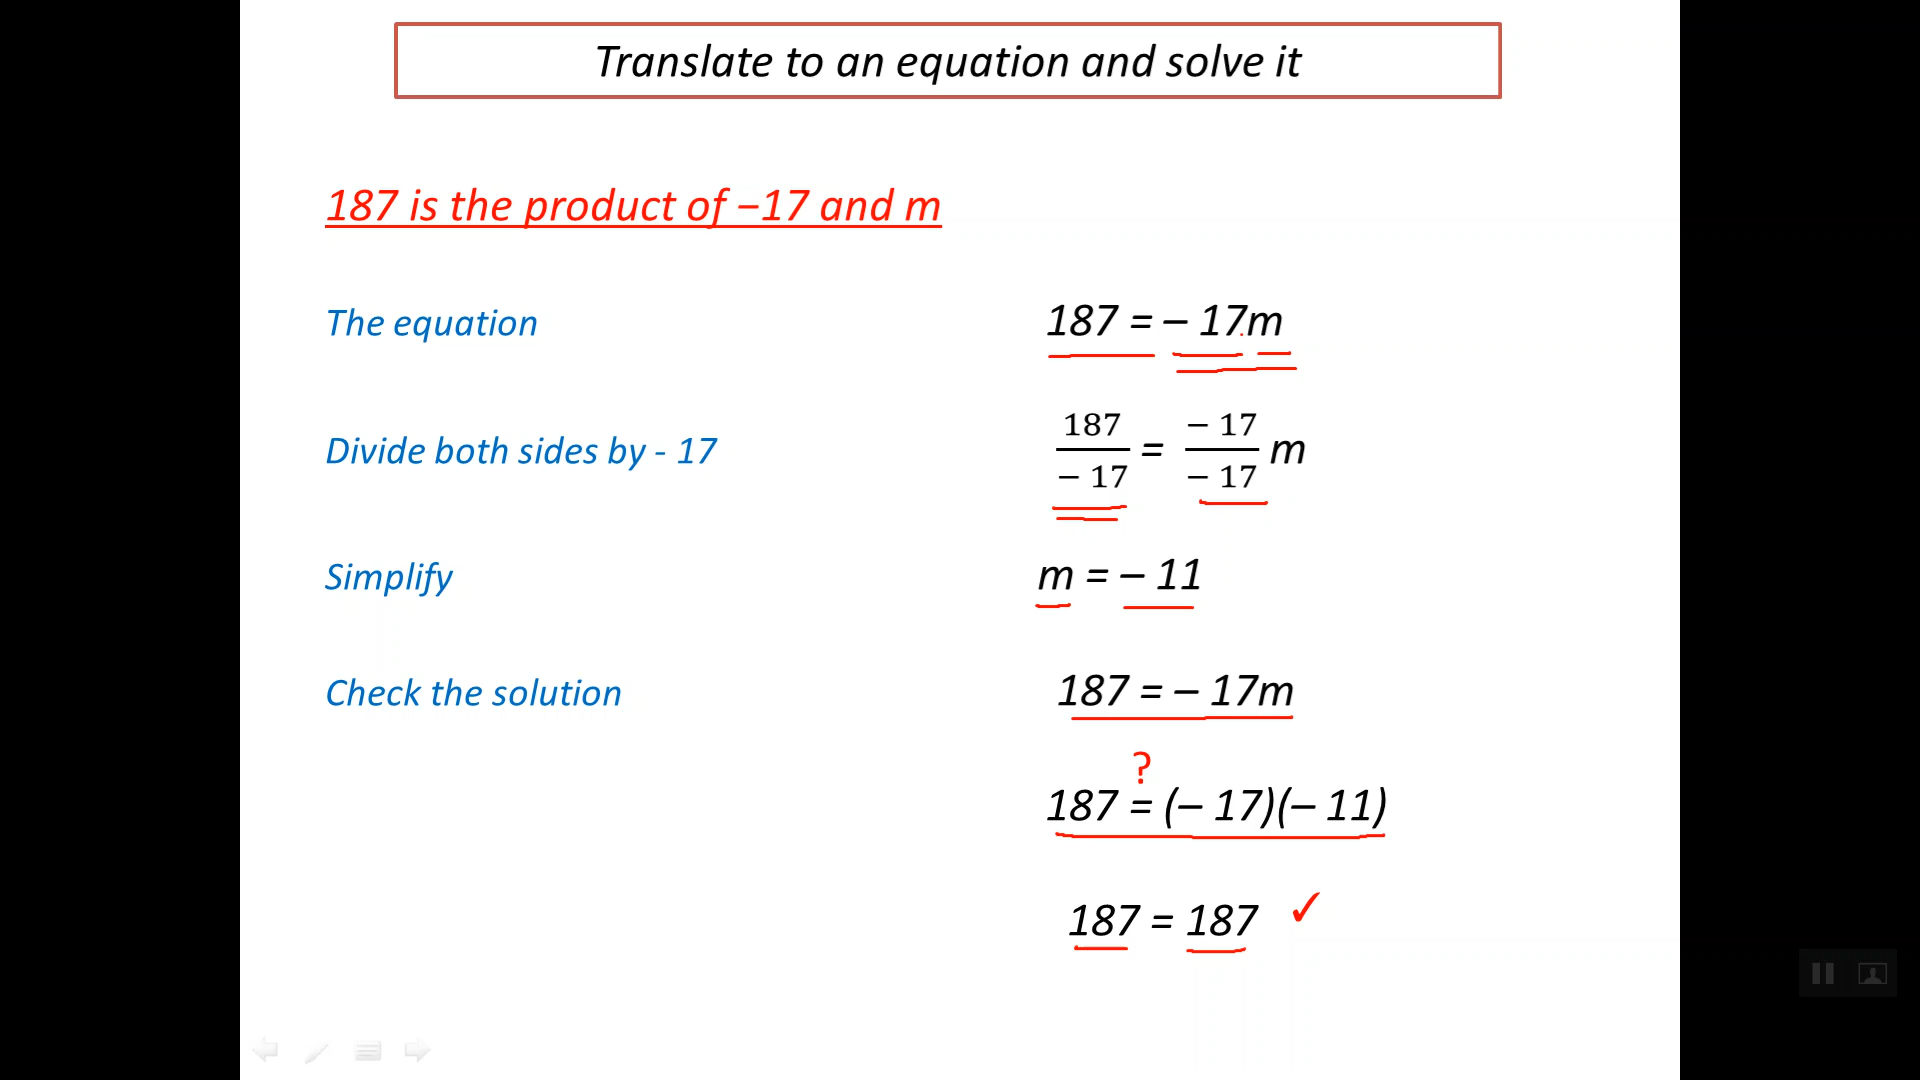 Translate to an equation and solve it
187 is the product of −17 and m
The equation
187 = – 17m
Divide both sides by - 17
187/– 17 = – 17/– 17 m
Simplify
m = – 11
Check the solution
187 = – 17m
?
187 = (– 17)(– 11)
187 = 187 ✓